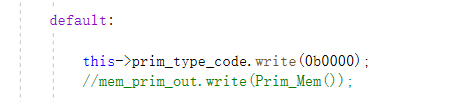 default:
this->prim_type_code.write(0b0000);
//mem_prim_out.write(Prim_Mem());